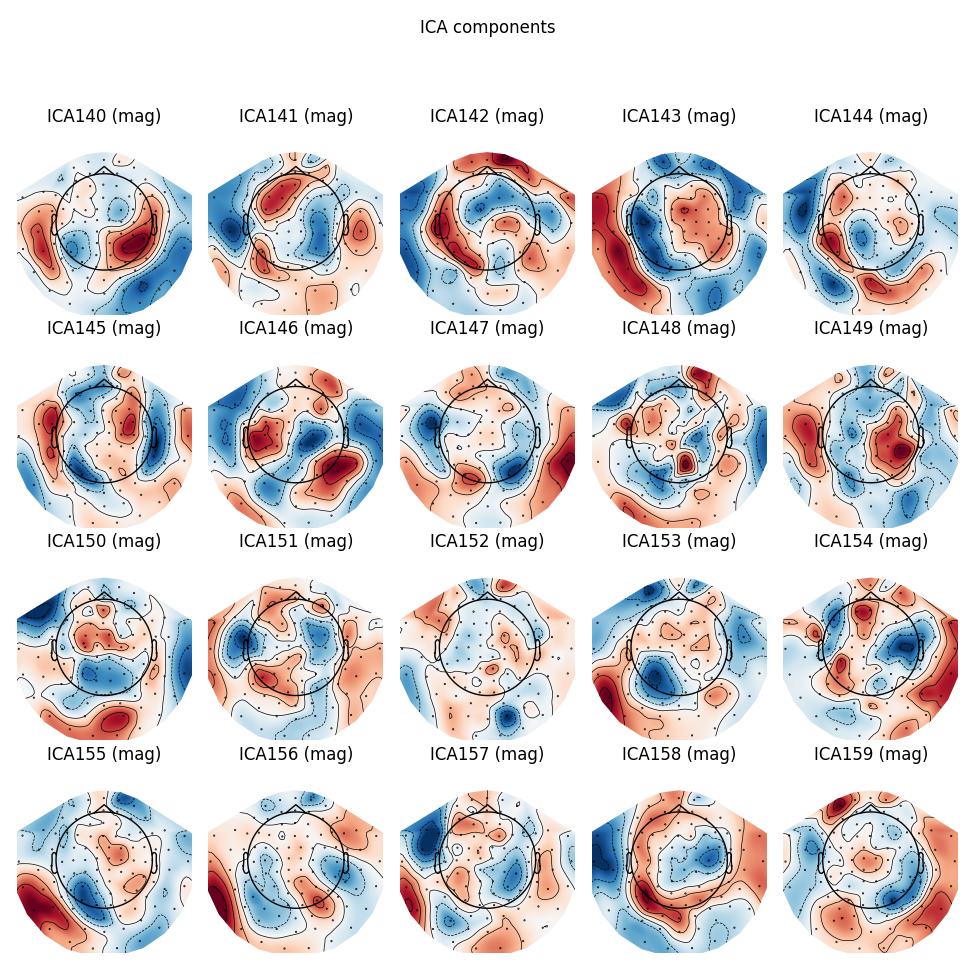 ICA components
ICA140 (mag) ICA141 (mag) ICA142 (mag) ICA143 (mag) ICA144 (mag)
ICA145 (mag) ICA146 (mag) ICA147 (mag) ICA148 (mag) ICA149 (mag)
ICA150 (mag) ICA151 (mag) ICA152 (mag) ICA153 (mag) ICA154 (mag)
ICA155 (mag) ICA156 (mag) ICA157 (mag) ICA158 (mag) ICA159 (mag)